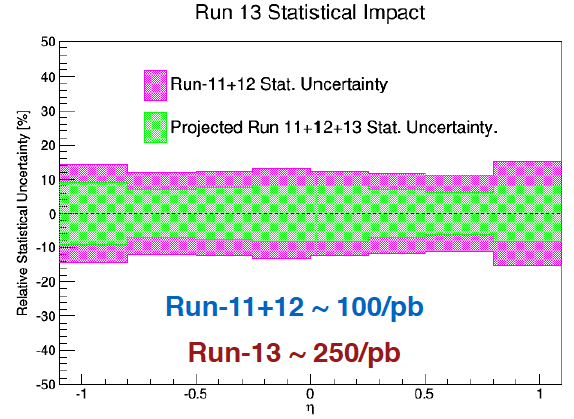 Run 13 Statistical Impact
Relative Statistical Uncertainty [%]
50
40
30
20
10
0
-10
-20
-30
-40
-50
Run-11+12 Stat. Uncertainty
Projected Run 11+12+13 Stat. Uncertainty.
Run-11+12 ~ 100/pb
Run-13 ~ 250/pb
-1 -0.5 0 0.5 1
η